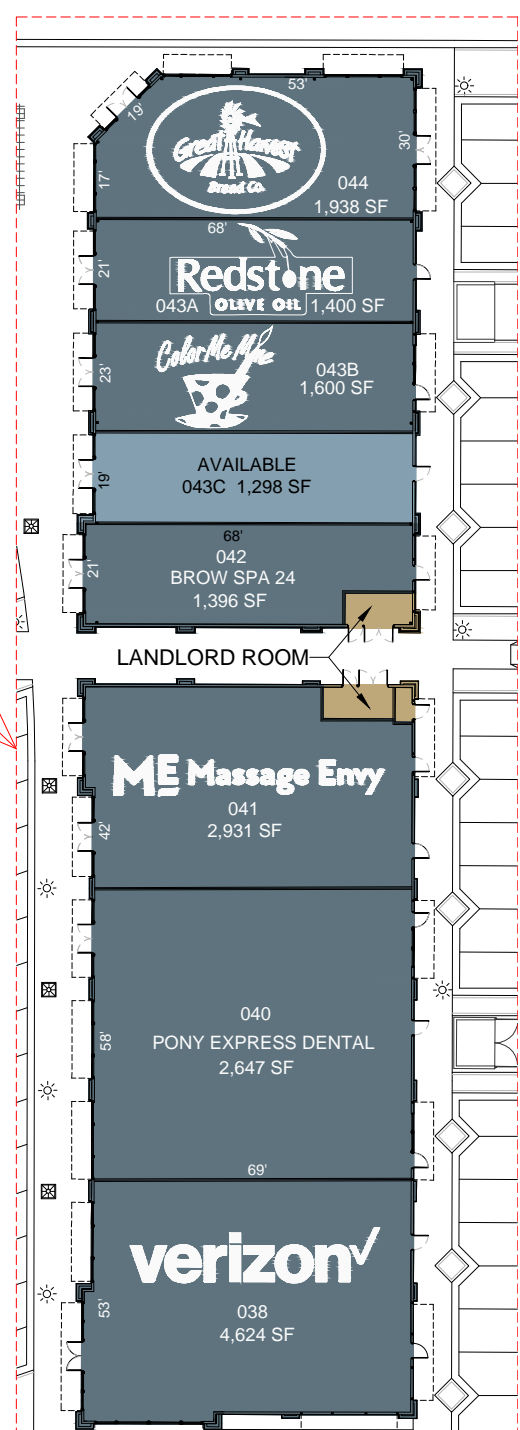 53'
19'
Great Harvest
Bread Co.
30'
17'
044
1,938 SF
68'
21'
Redstone
OLIVE OIL
043A
1,400 SF
Color Me Mine
23'
043B
1,600 SF
AVAILABLE
19'
043C 1,298 SF
68'
21'
042
BROW SPA 24
1,396 SF
LANDLORD ROOM
ME Massage Envy
041
2,931 SF
42'
040
PONY EXPRESS DENTAL
2,647 SF
58'
69'
verizon
53'
038
4,624 SF